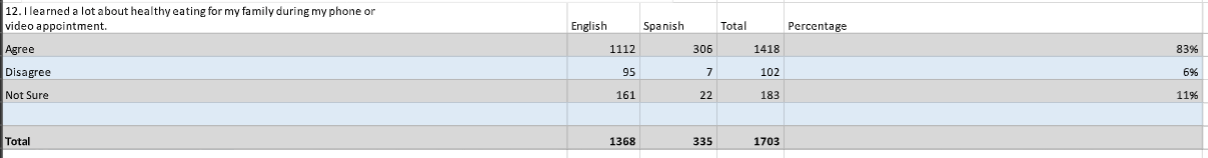 12. I learned a lot about healthy eating for my family during my phone or
video appointment. English Spanish Total Percentage
Agree 1112 306 1418 83%
Disagree 95 7 102 6%
Not Sure 161 22 183 11%
Total 1368 335 1703